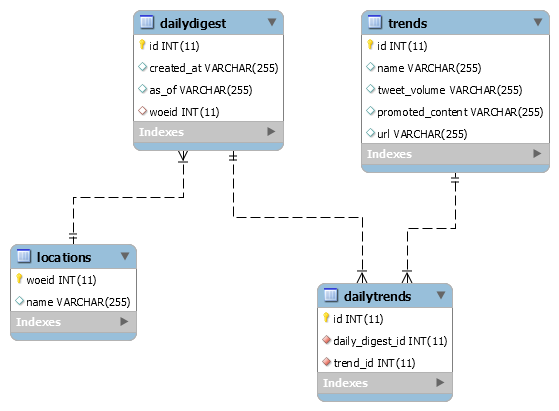 dailydigest
id INT(11)
created_at VARCHAR(255)
as_of VARCHAR(255)
woeid INT(11)
Indexes
trends
id INT(11)
name VARCHAR(255)
tweet_volume VARCHAR(255)
promoted_content VARCHAR(255)
url VARCHAR(255)
Indexes
locations
woeid INT(11)
name VARCHAR(255)
Indexes
dailytrends
id INT(11)
daily_digest_id INT(11)
trend_id INT(11)
Indexes